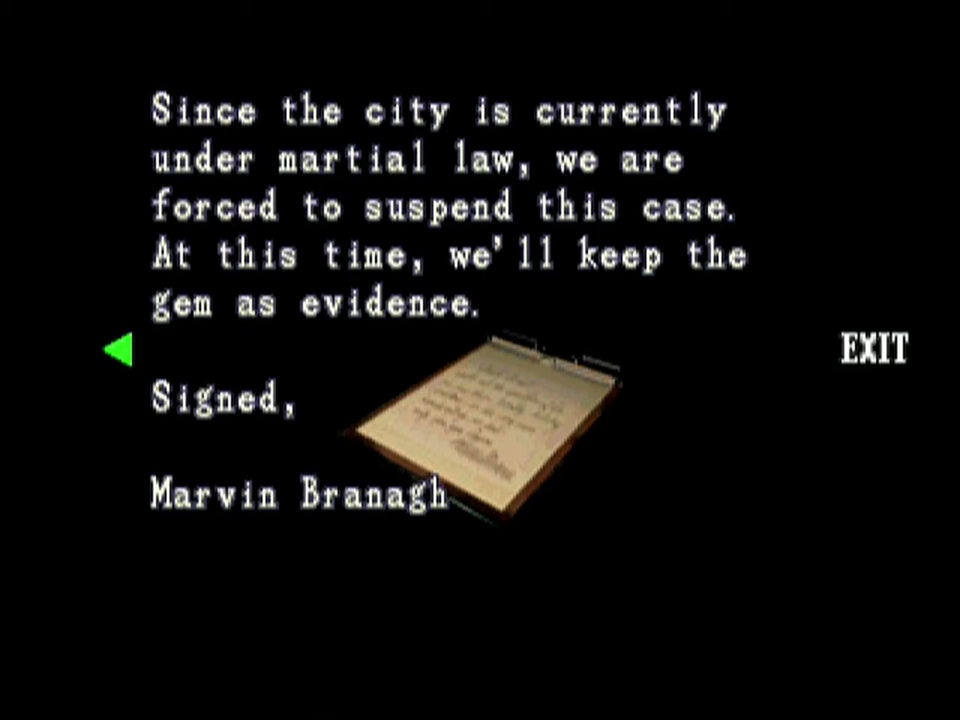 Since the city is currently
under martial law, we are
forced to suspend this case.
At this time, we'll keep the
gem as evidence.
EXIT
Signed,
Marvin Branagh